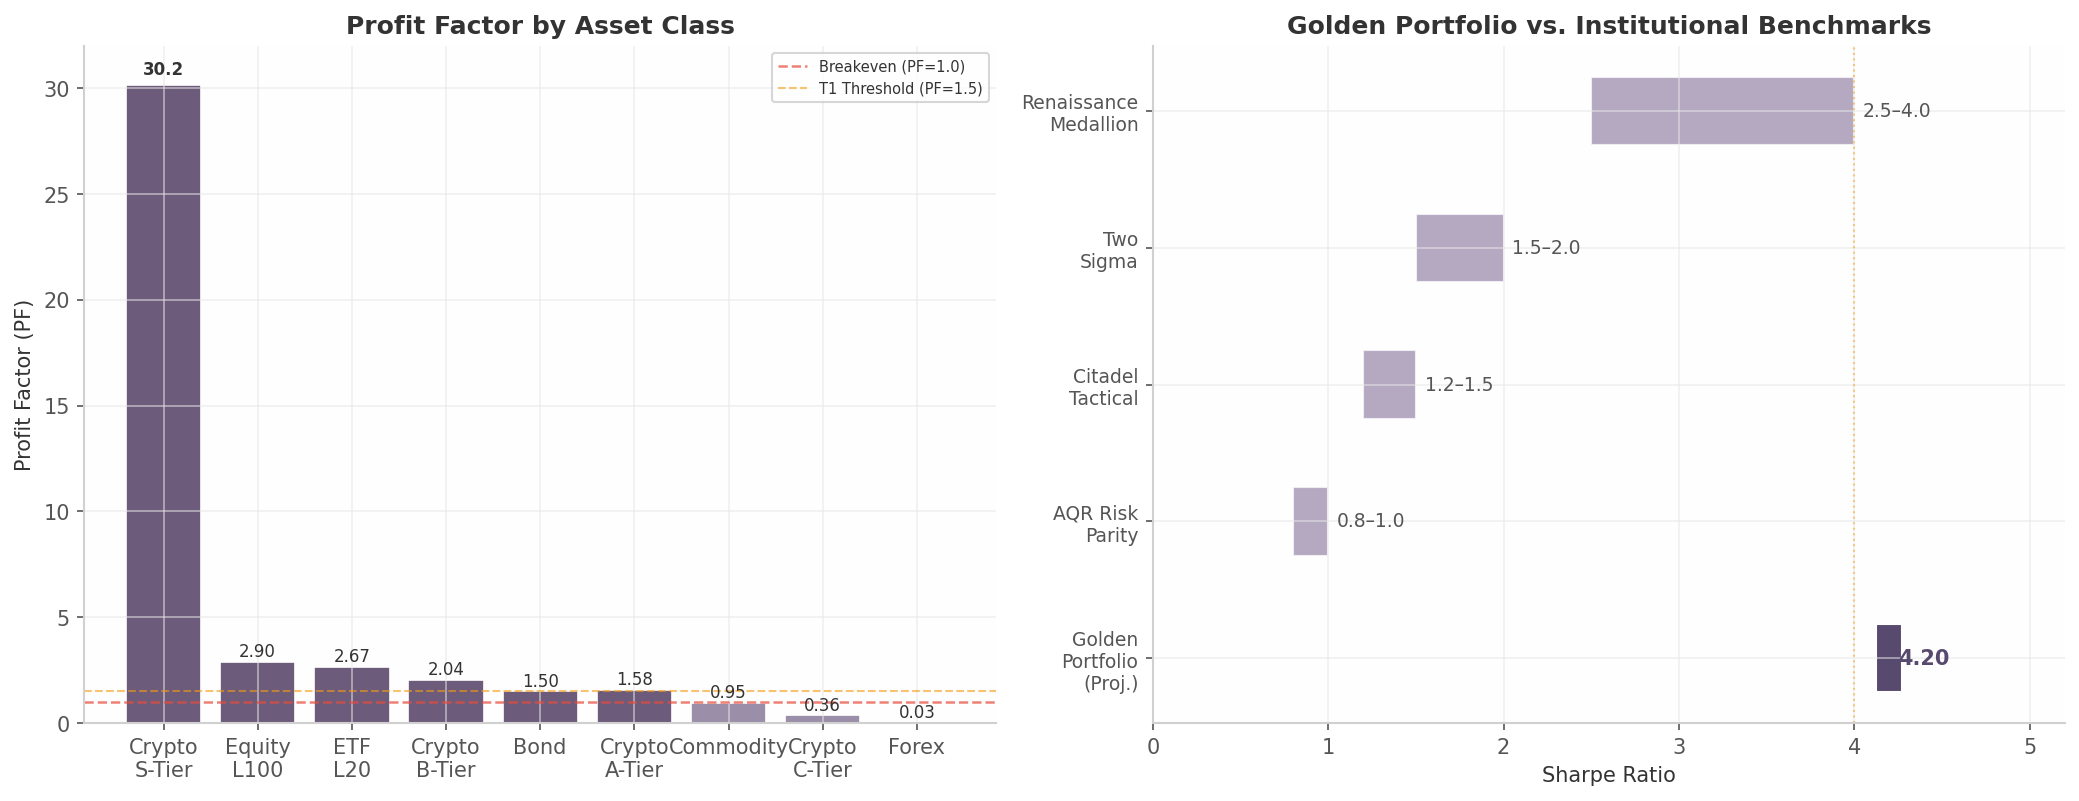 Profit Factor by Asset Class
Profit Factor (PF)
30
25
20
15
10
5
0
Breakeven (PF=1.0)
T1 Threshold (PF=1.5)
30.2
2.90
2.67
2.04
1.50
1.58
0.95
0.36
0.03
Crypto
S-Tier
Equity
L100
ETF
L20
Crypto
B-Tier
Bond
Crypto
A-Tier
Commodity
Crypto
C-Tier
Forex
Golden Portfolio vs. Institutional Benchmarks
Renaissance
Medallion
2.5–4.0
Two
Sigma
1.5–2.0
Citadel
Tactical
1.2–1.5
AQR Risk
Parity
0.8–1.0
Golden
Portfolio
(Proj.)
4.20
0
1
2
3
4
5
Sharpe Ratio